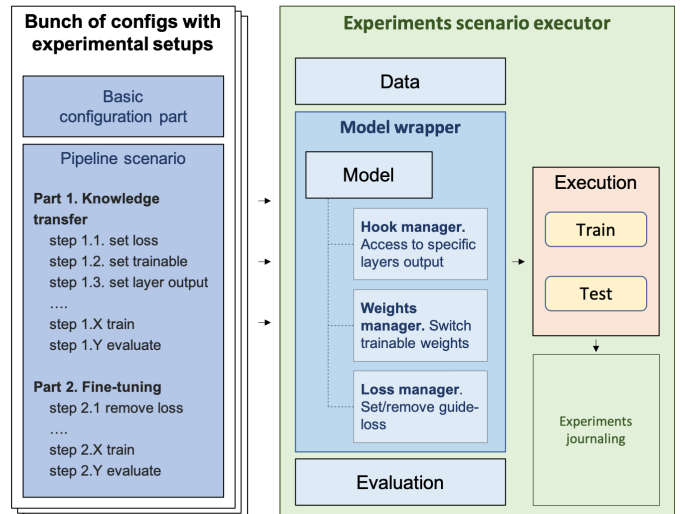 Bunch of configs with
experimental setups
Basic
configuration part
Pipeline scenario
Part 1. Knowledge
transfer
step 1.1. set loss
step 1.2. set trainable
step 1.3. set layer output
....
step 1.X train
step 1.Y evaluate
Part 2. Fine-tuning
step 2.1 remove loss
....
step 2.X train
step 2.Y evaluate
Experiments scenario executor
Data
Model wrapper
Model
Hook manager.
Access to specific
layers output
Weights
manager. Switch
trainable weights
Loss manager.
Set/remove guide-
loss
Evaluation
Execution
Train
Test
Experiments
journaling